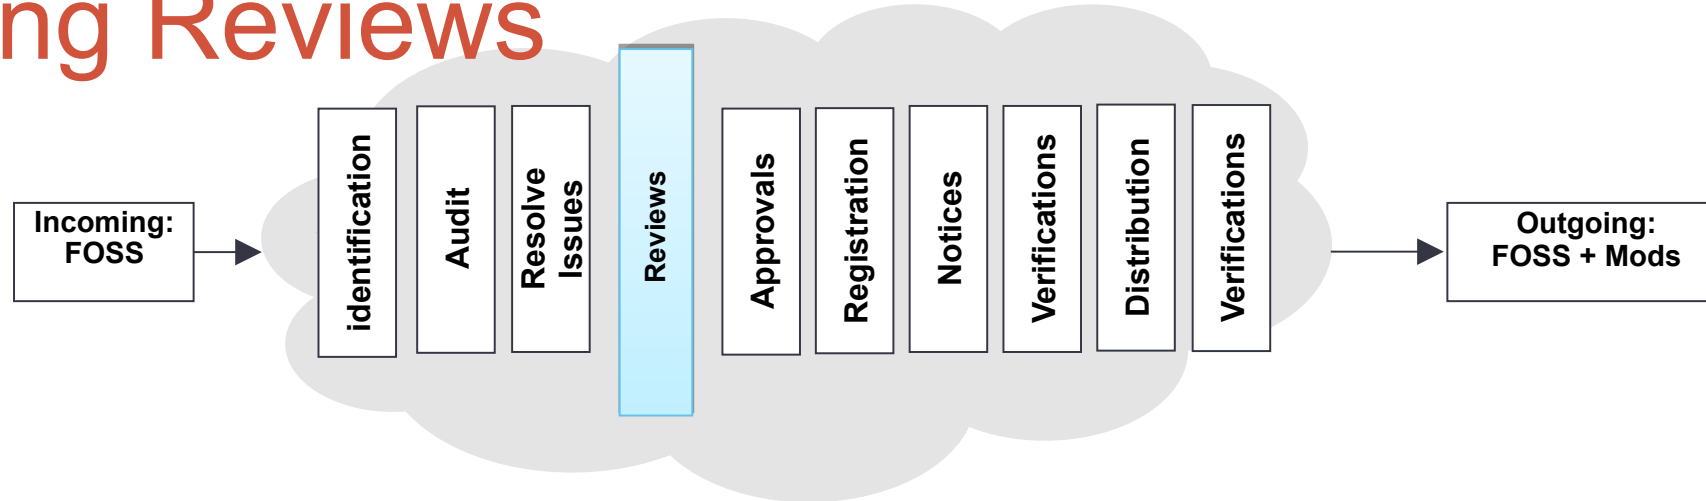 ng Reviews
Incoming:
FOSS
identification
Audit
Resolve
Issues
Reviews
Approvals
Registration
Notices
Verifications
Distribution
Verifications
Outgoing:
FOSS + Mods